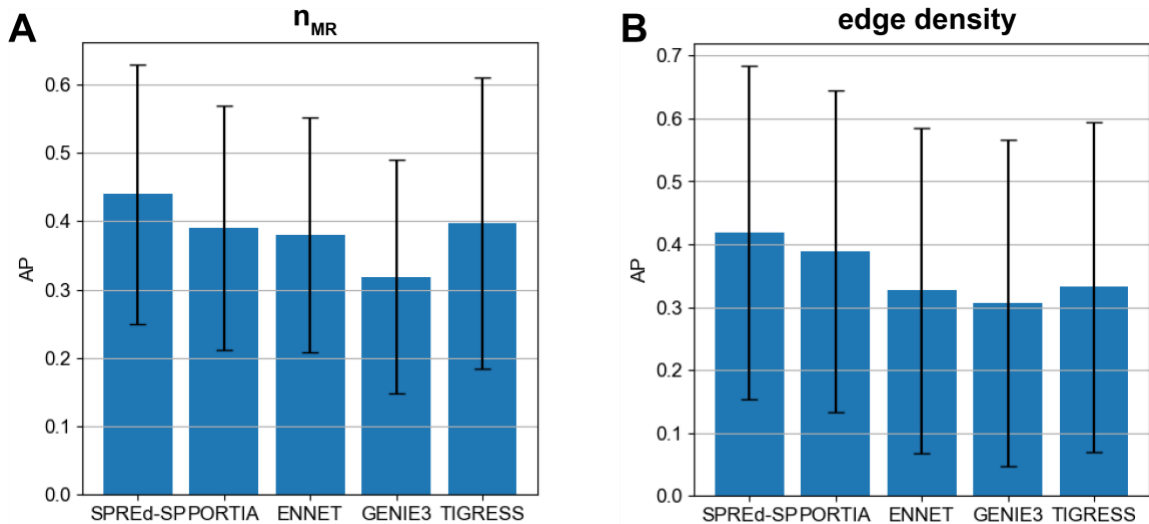 A
n_MR
AP
0.6
0.5
0.4
0.3
0.2
0.1
0.0
SPREd-SP PORTIA ENNET GENIE3 TIGRESS
B
edge density
AP
0.7
0.6
0.5
0.4
0.3
0.2
0.1
0.0
SPREd-SP PORTIA ENNET GENIE3 TIGRESS